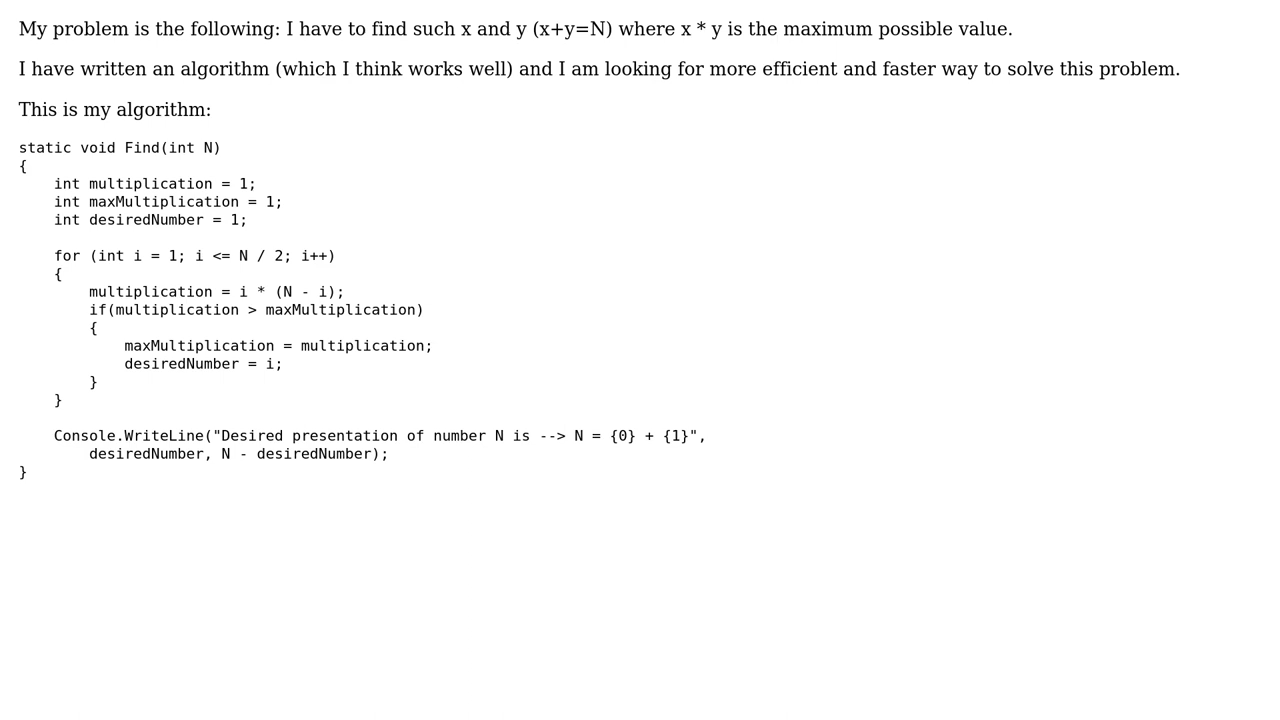 My problem is the following: I have to find such x and y (x+y=N) where x * y is the maximum possible value.
I have written an algorithm (which I think works well) and I am looking for more efficient and faster way to solve this problem.
This is my algorithm:
static void Find(int N)
{
    int multiplication = 1;
    int maxMultiplication = 1;
    int desiredNumber = 1;

    for (int i = 1; i <= N / 2; i++)
    {
        multiplication = i * (N - i);
        if(multiplication > maxMultiplication)
        {
            maxMultiplication = multiplication;
            desiredNumber = i;
        }
    }

    Console.WriteLine("Desired presentation of number N is --> N = {0} + {1}",
        desiredNumber, N - desiredNumber);
}